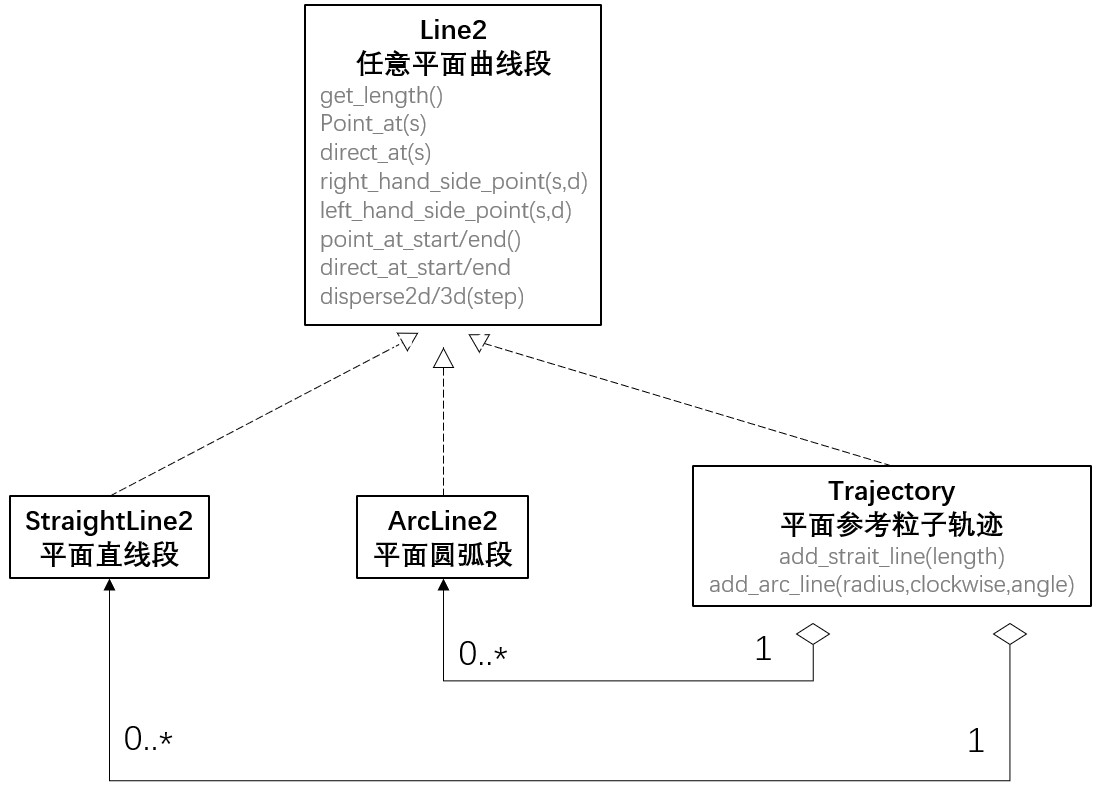 Line2
任意平面曲线段
get_length()
Point_at(s)
direct_at(s)
right_hand_side_point(s,d)
left_hand_side_point(s,d)
point_at_start/end()
direct_at_start/end
disperse2d/3d(step)
StraightLine2
平面直线段
ArcLine2
平面圆弧段
Trajectory
平面参考粒子轨迹
add_strait_line(length)
add_arc_line(radius,clockwise,angle)
0..*
1
0..*
1